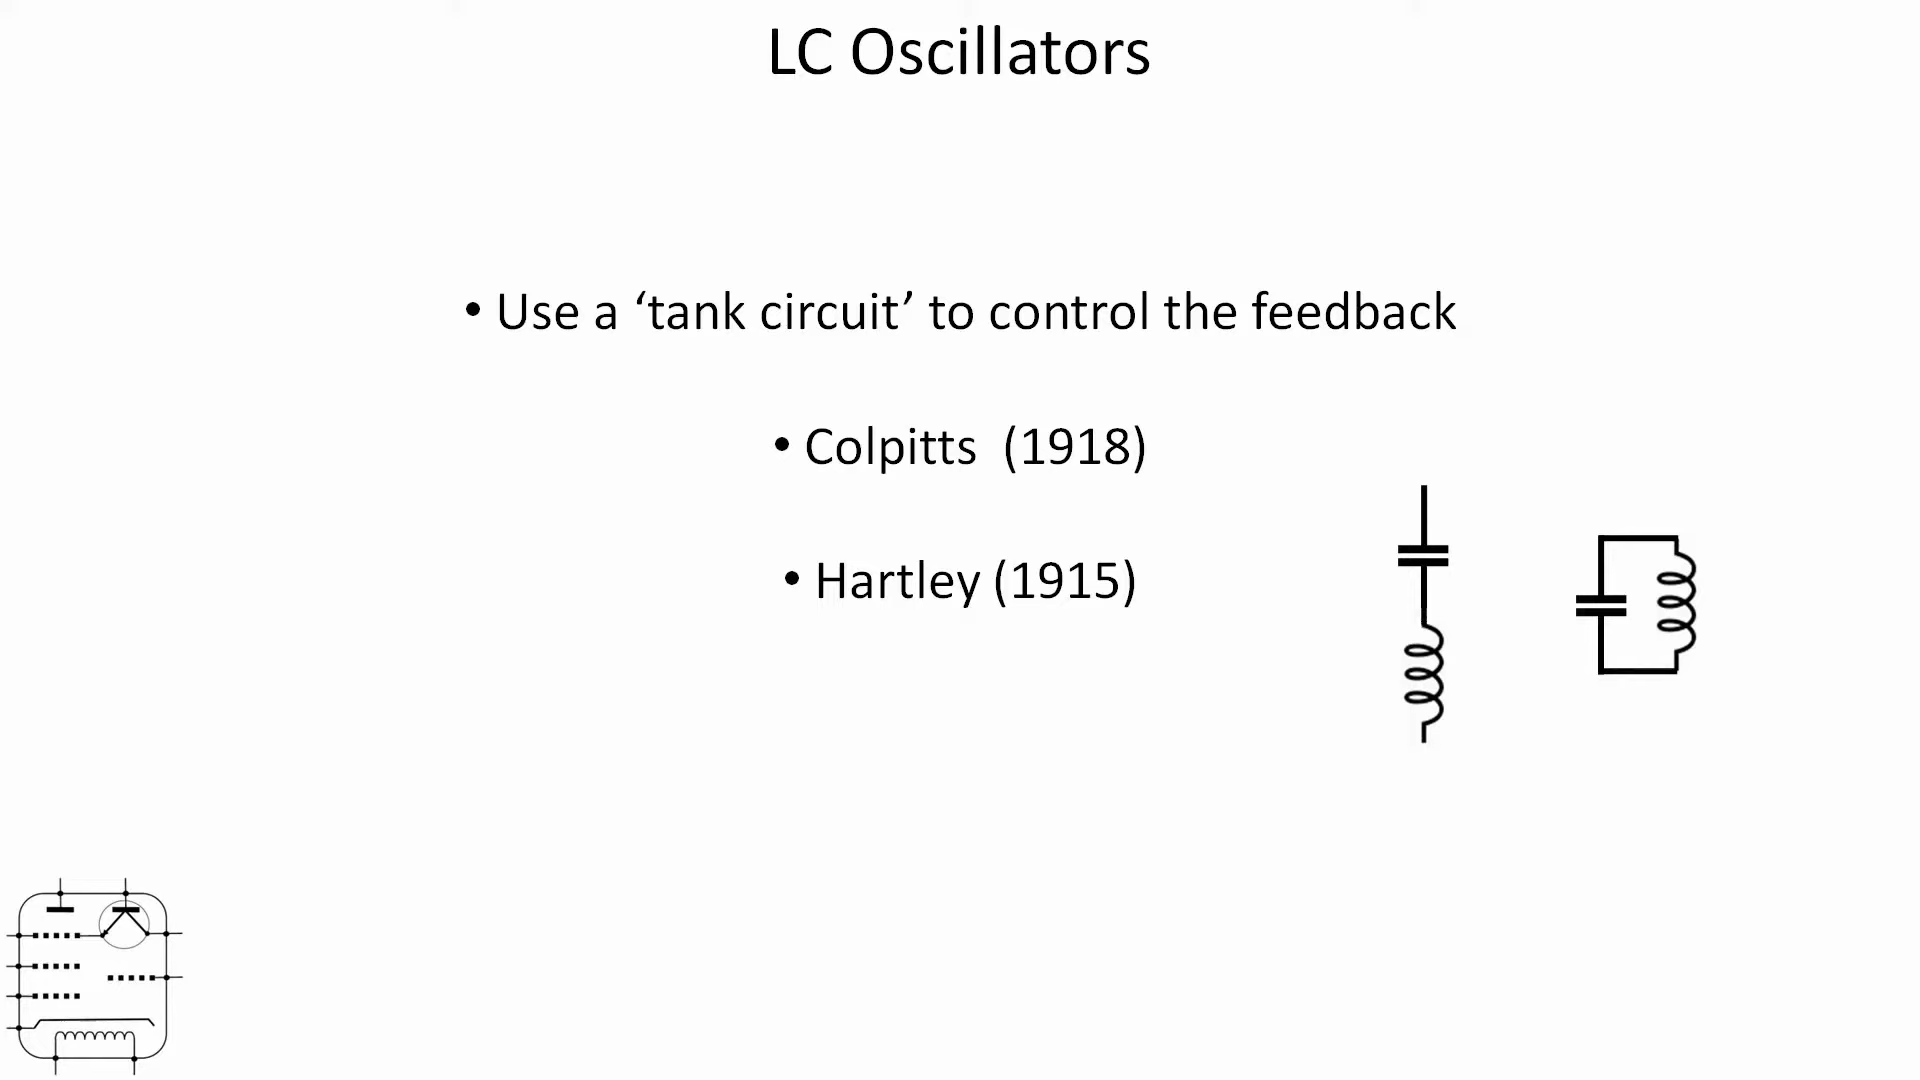 LC Oscillators
• Use a ‘tank circuit’ to control the feedback
• Colpitts  (1918)
• Hartley (1915)